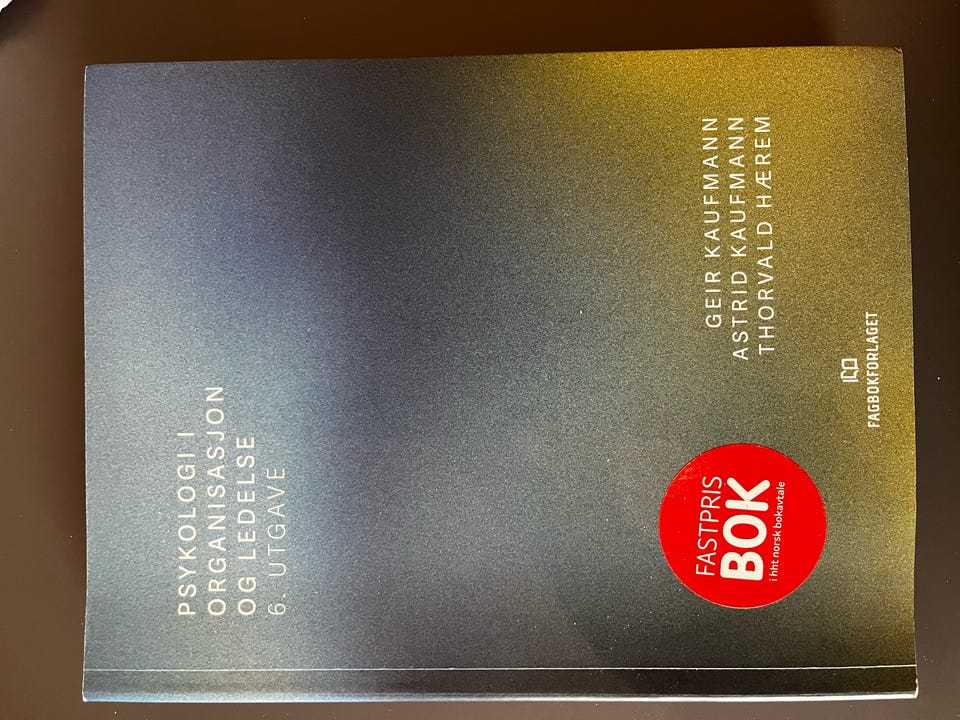 PSYKOLOGI I
ORGANISASJON
OG LEDELSE
6. UTGAVE
GEIR KAUFMANN
ASTRID KAUFMANN
THORVALD HÆREM
FASTPRIS
BOK
i hht norsk bokavtale
FAGBOKFORLAGET